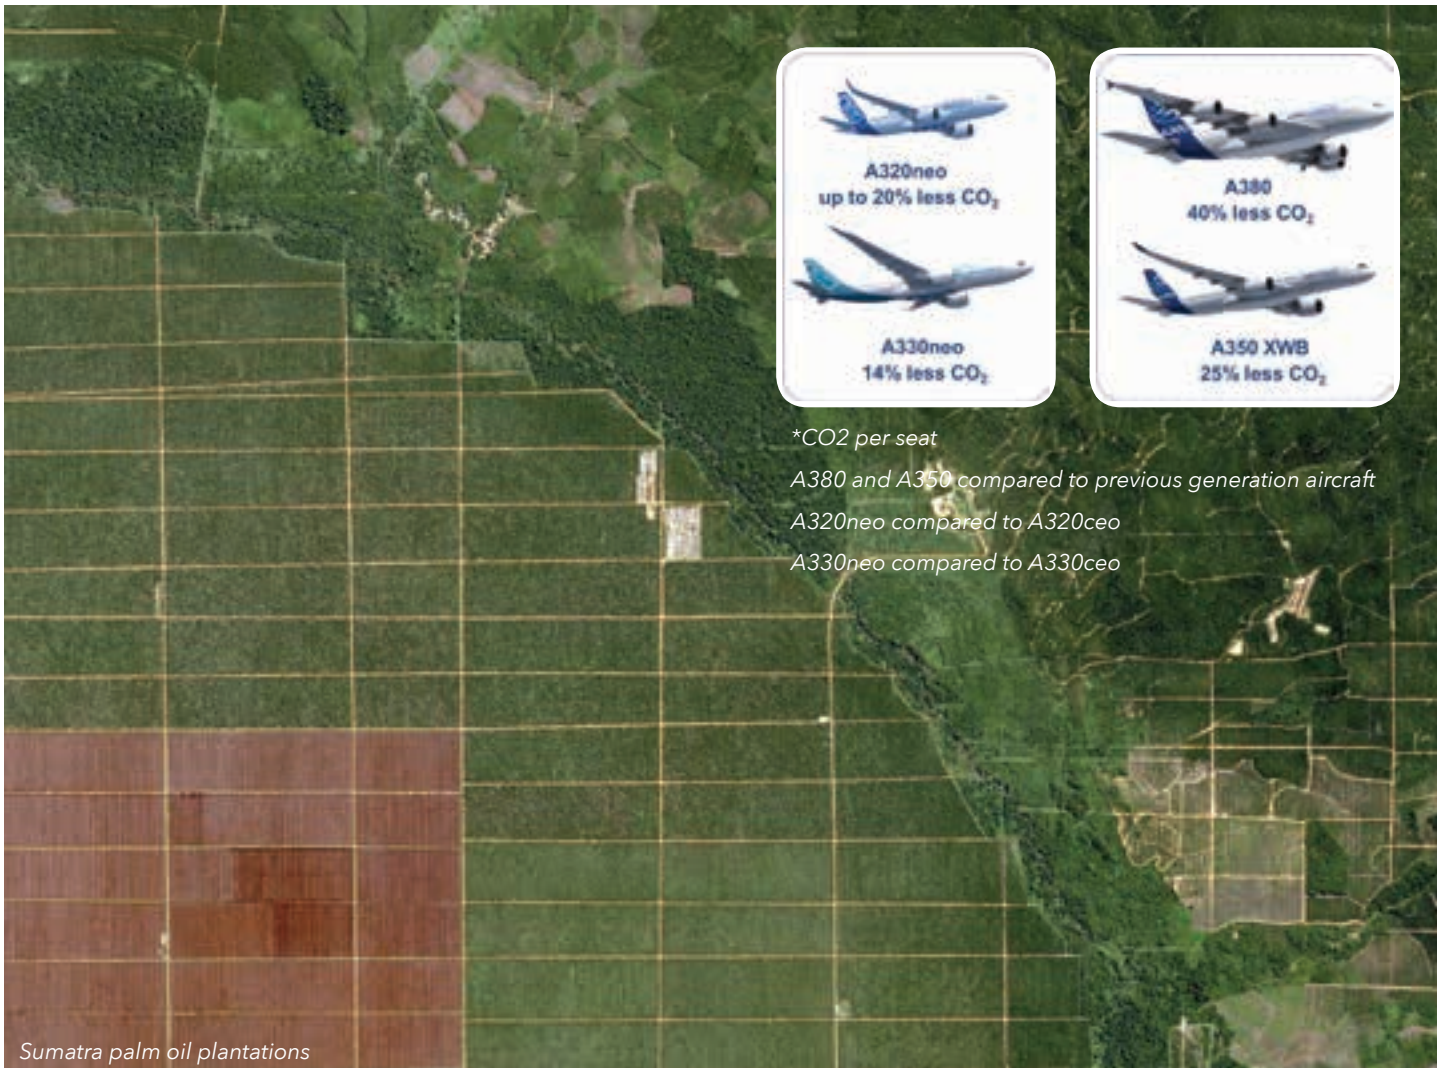 A320neo
up to 20% less CO₂
A330neo
14% less CO₂
A380
40% less CO₂
A350 XWB
25% less CO₂
*CO2 per seat
A380 and A350 compared to previous generation aircraft
A320neo compared to A320ceo
A330neo compared to A330ceo
Sumatra palm oil plantations